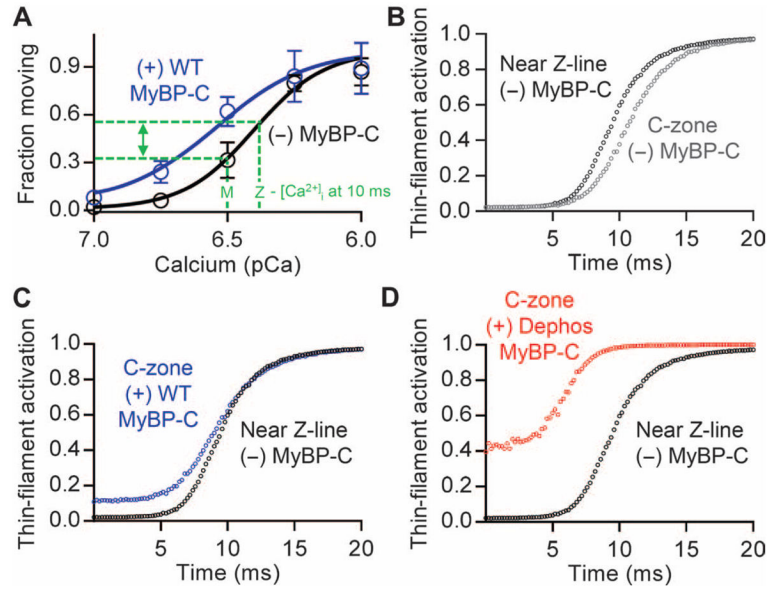 A
Fraction moving
0.9
0.6
0.3
0.0
(+) WT
MyBP-C
(–) MyBP-C
M
Z - [Ca²⁺]ᵢ at 10 ms
7.0
6.5
6.0
Calcium (pCa)
B
Thin-filament activation
1.0
0.8
0.6
0.4
0.2
0.0
Near Z-line
(–) MyBP-C
C-zone
(–) MyBP-C
5
10
15
20
Time (ms)
C
Thin-filament activation
1.0
0.8
0.6
0.4
0.2
0.0
C-zone
(+) WT
MyBP-C
Near Z-line
(–) MyBP-C
5
10
15
20
Time (ms)
D
Thin-filament activation
1.0
0.8
0.6
0.4
0.2
0.0
C-zone
(+) Dephos
MyBP-C
Near Z-line
(–) MyBP-C
5
10
15
20
Time (ms)